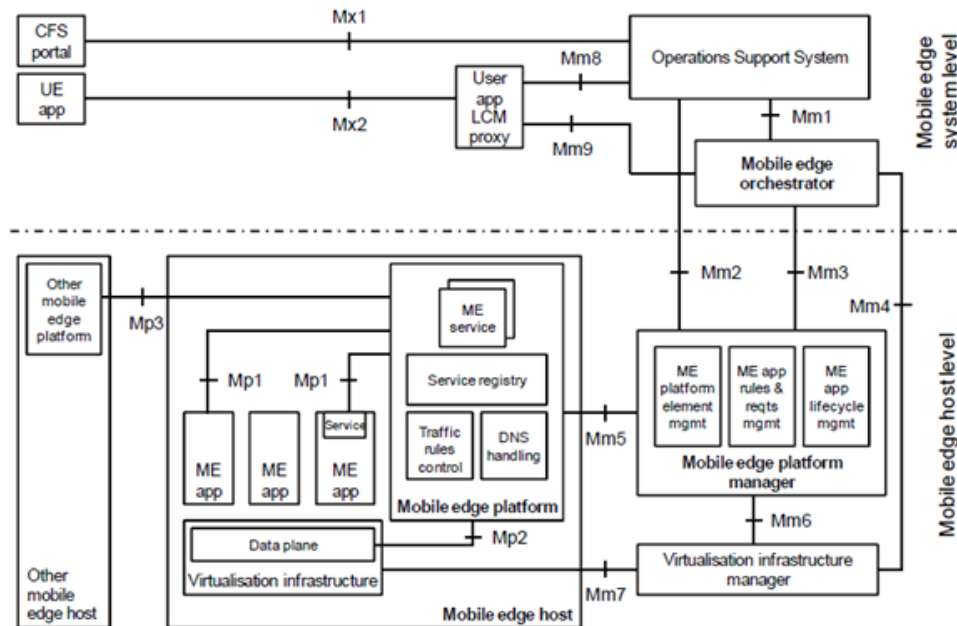 CFS
portal
Mx1
Operations Support System
Mobile edge
system level
UE
app
Mx2
User
app
LCM
proxy
Mm8
Mm9
Mm1
Mobile edge
orchestrator
Mm2
Mm3
Mm4
Other
mobile
edge
platform
Mp3
ME
service
Mp1
Mp1
Service registry
Traffic
rules
control
DNS
handling
Mobile edge platform
ME
app
ME
app
Service
ME
app
Mm5
ME
platform
element
mgmt
ME app
rules &
reqts
mgmt
ME
app
lifecycle
mgmt
Mobile edge platform
manager
Mobile edge host level
Mp2
Data plane
Virtualisation infrastructure
Mm6
Mm7
Virtualisation infrastructure
manager
Other
mobile
edge host
Mobile edge host